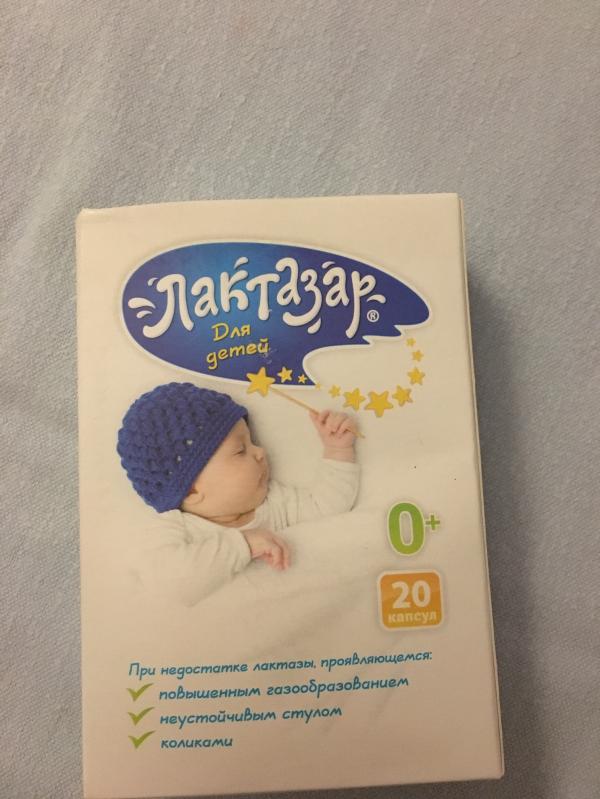 Лактазар®
Для
детей
0+
20
капсул
При недостатке лактазы, проявляющемся:
повышенным газообразованием
неустойчивым стулом
коликами